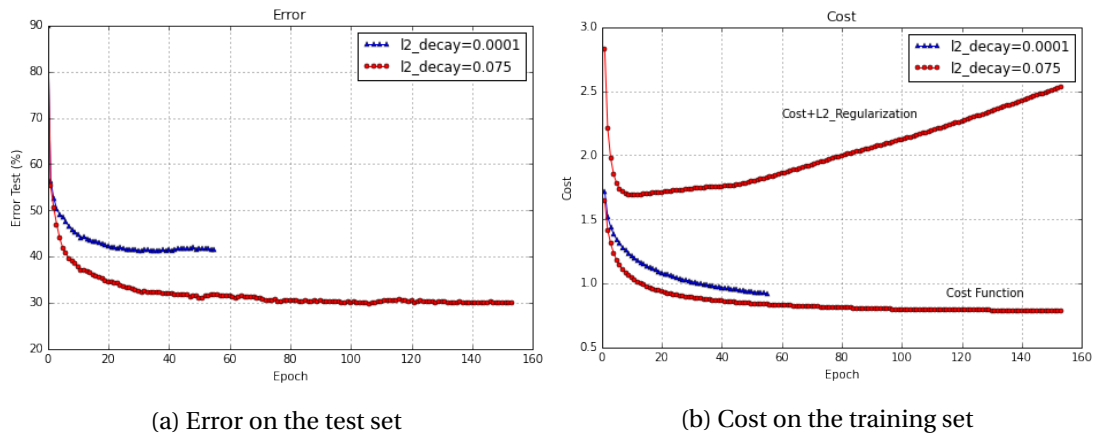 Error
90
80
70
60
50
40
30
20
Error Test (%)
l2_decay=0.0001
l2_decay=0.075
0 20 40 60 80 100 120 140 160
Epoch
(a) Error on the test set
Cost
3.0
2.5
2.0
1.5
1.0
0.5
Cost
l2_decay=0.0001
l2_decay=0.075
Cost+L2_Regularization
Cost Function
0 20 40 60 80 100 120 140 160
Epoch
(b) Cost on the training set